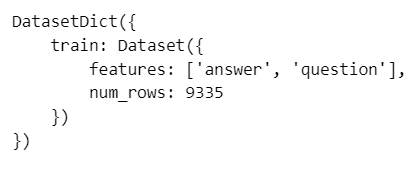 DatasetDict({
    train: Dataset({
        features: ['answer', 'question'],
        num_rows: 9335
    })
})